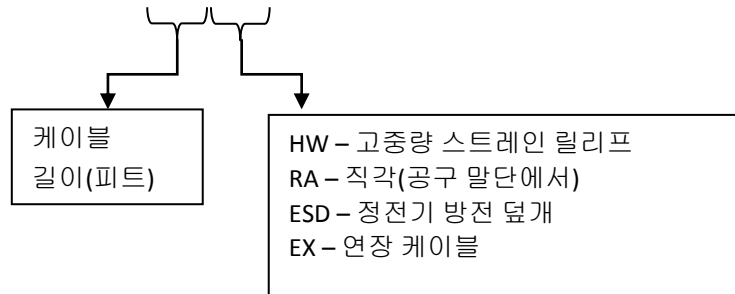 케이블
길이(피트)
HW – 고중량 스트레인 릴리프
RA – 직각(공구 말단에서)
ESD – 정전기 방전 덮개
EX – 연장 케이블